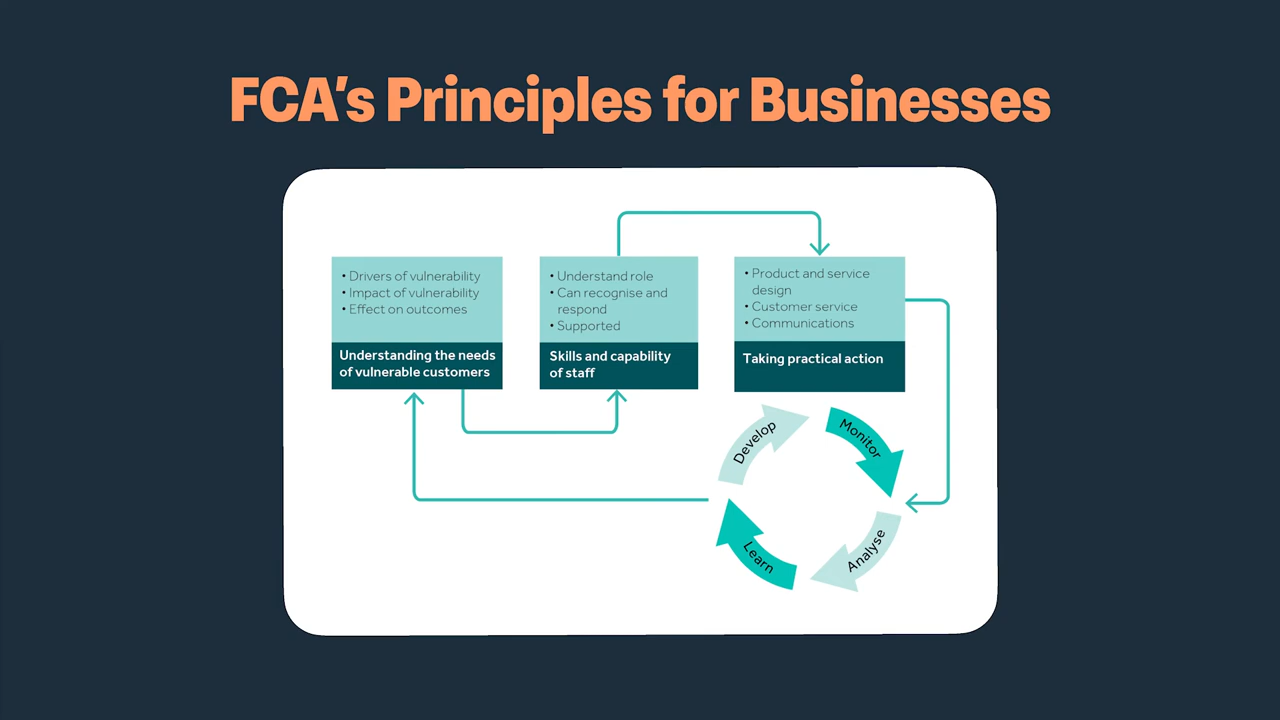 FCA’s Principles for Businesses
• Drivers of vulnerability
• Impact of vulnerability
• Effect on outcomes
Understanding the needs
of vulnerable customers
• Understand role
• Can recognise and
respond
• Supported
Skills and capability
of staff
• Product and service
design
• Customer service
• Communications
Taking practical action
Develop
Monitor
Analyse
Learn